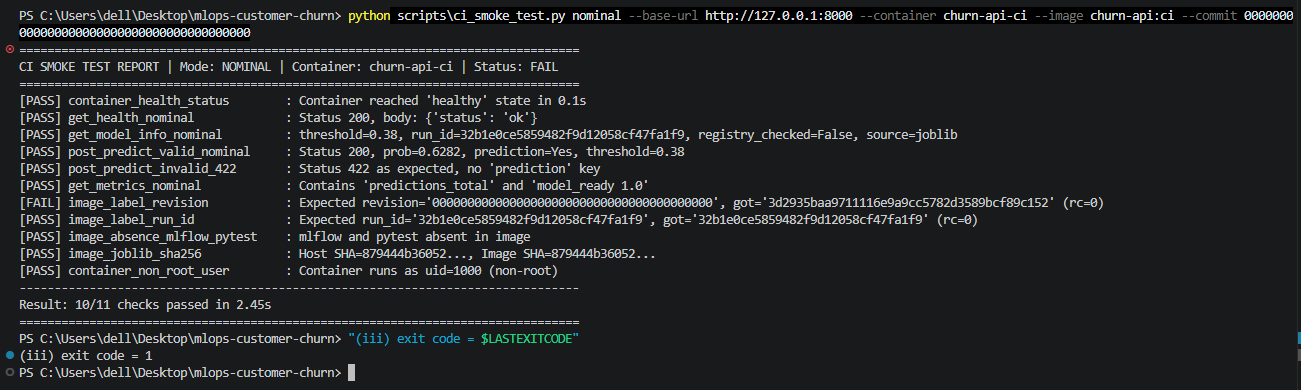 PS C:\Users\dell\Desktop\mlops-customer-churn> python scripts\ci_smoke_test.py nominal --base-url http://127.0.0.1:8000 --container churn-api-ci --image churn-api:ci --commit 0000000
000000000000000000000000000000000
================================================================================
CI SMOKE TEST REPORT | Mode: NOMINAL | Container: churn-api-ci | Status: FAIL
================================================================================
[PASS] container_health_status : Container reached 'healthy' state in 0.1s
[PASS] get_health_nominal : Status 200, body: {'status': 'ok'}
[PASS] get_model_info_nominal : threshold=0.38, run_id=32b1e0ce5859482f9d12058cf47fa1f9, registry_checked=False, source=joblib
[PASS] post_predict_valid_nominal : Status 200, prob=0.6282, prediction=Yes, threshold=0.38
[PASS] post_predict_invalid_422 : Status 422 as expected, no 'prediction' key
[PASS] get_metrics_nominal : Contains 'predictions_total' and 'model_ready 1.0'
[FAIL] image_label_revision : Expected revision='0000000000000000000000000000000000000000', got='3d2935baa9711116e9a9cc5782d3589bcf89c152' (rc=0)
[PASS] image_label_run_id : Expected run_id='32b1e0ce5859482f9d12058cf47fa1f9', got='32b1e0ce5859482f9d12058cf47fa1f9' (rc=0)
[PASS] image_absence_mlflow_pytest : mlflow and pytest absent in image
[PASS] image_joblib_sha256 : Host SHA=879444b36052..., Image SHA=879444b36052...
[PASS] container_non_root_user : Container runs as uid=1000 (non-root)
--------------------------------------------------------------------------------
Result: 10/11 checks passed in 2.45s
================================================================================
PS C:\Users\dell\Desktop\mlops-customer-churn> "(iii) exit code = $LASTEXITCODE"
(iii) exit code = 1
PS C:\Users\dell\Desktop\mlops-customer-churn>